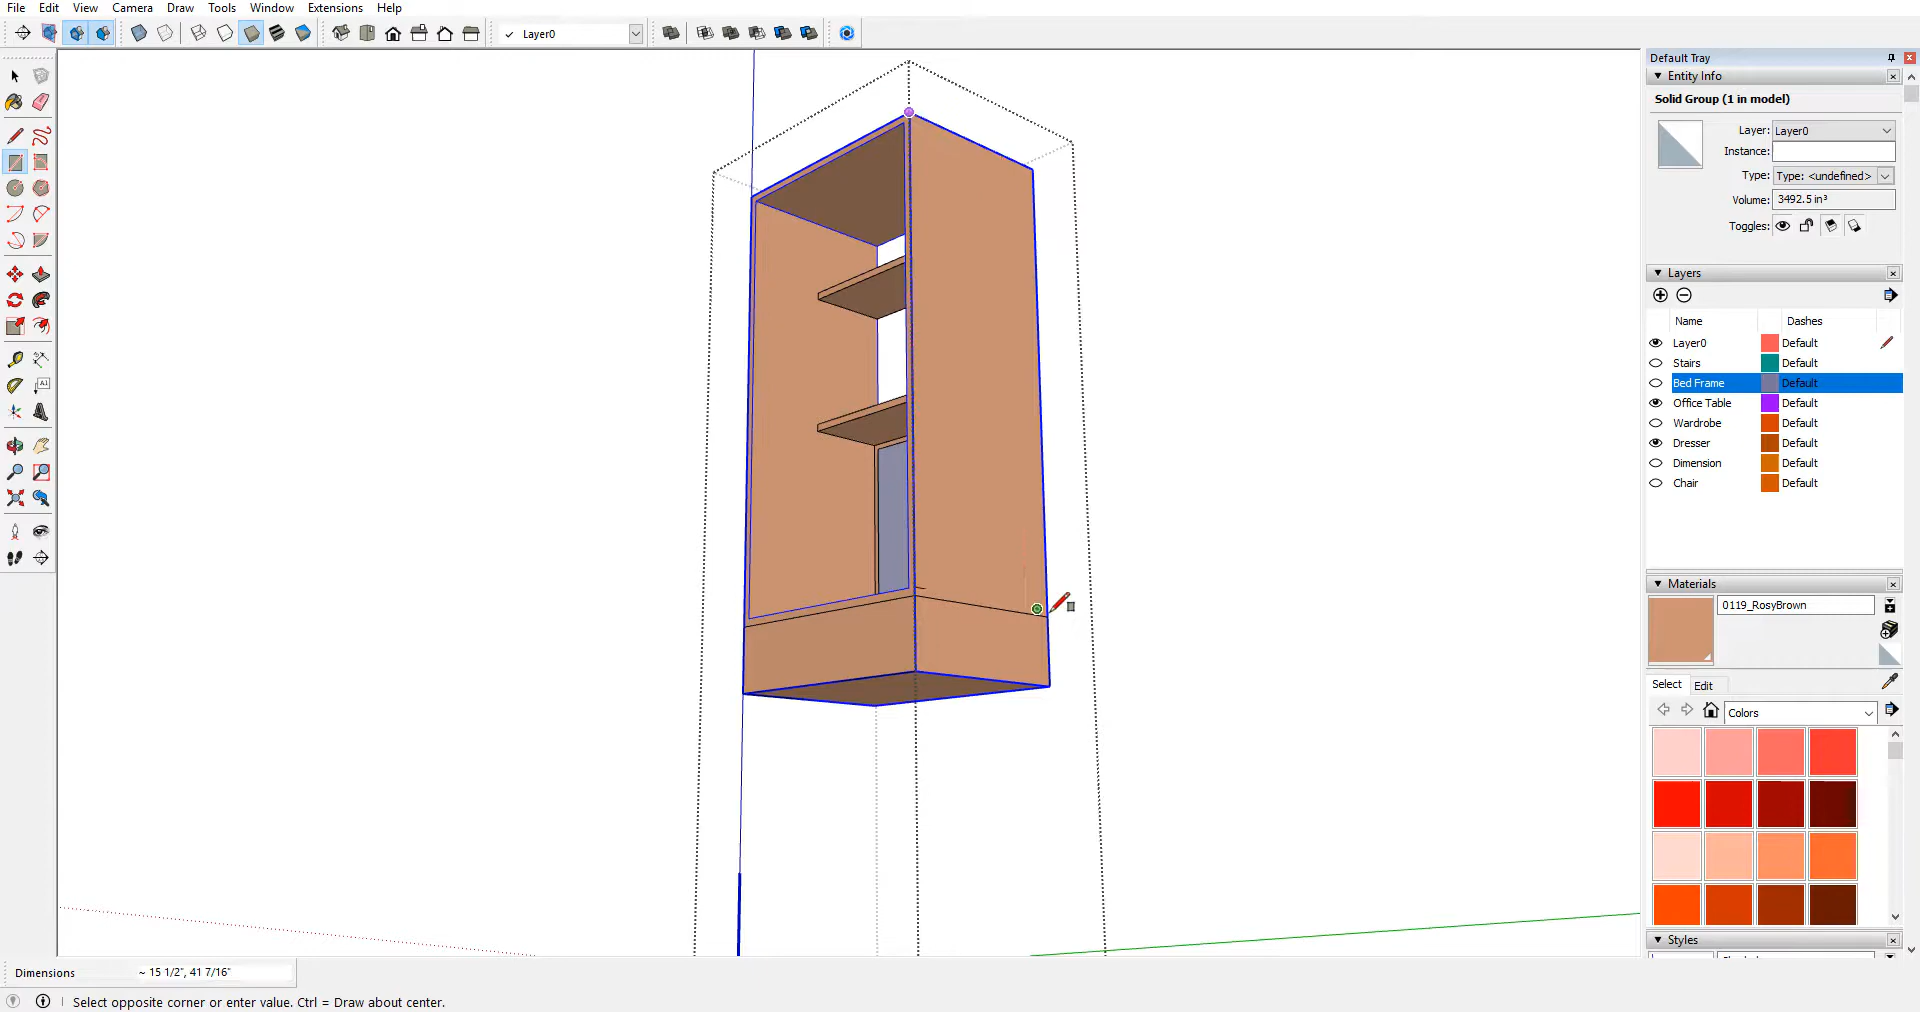 File Edit View Camera Draw Tools Window Extensions Help
✓ Layer0
Default Tray
Entity Info
Solid Group (1 in model)
Layer: Layer0
Instance:
Type: Type: <undefined>
Volume: 3492.5 in³
Toggles:
Layers
Name Dashes
Layer0 Default
Stairs Default
Bed Frame Default
Office Table Default
Wardrobe Default
Dresser Default
Dimension Default
Chair Default
Materials
0119_RosyBrown
Select Edit
Colors
Styles
A1
Dimensions ~ 15 1/2", 41 7/16"
Select opposite corner or enter value. Ctrl = Draw about center.